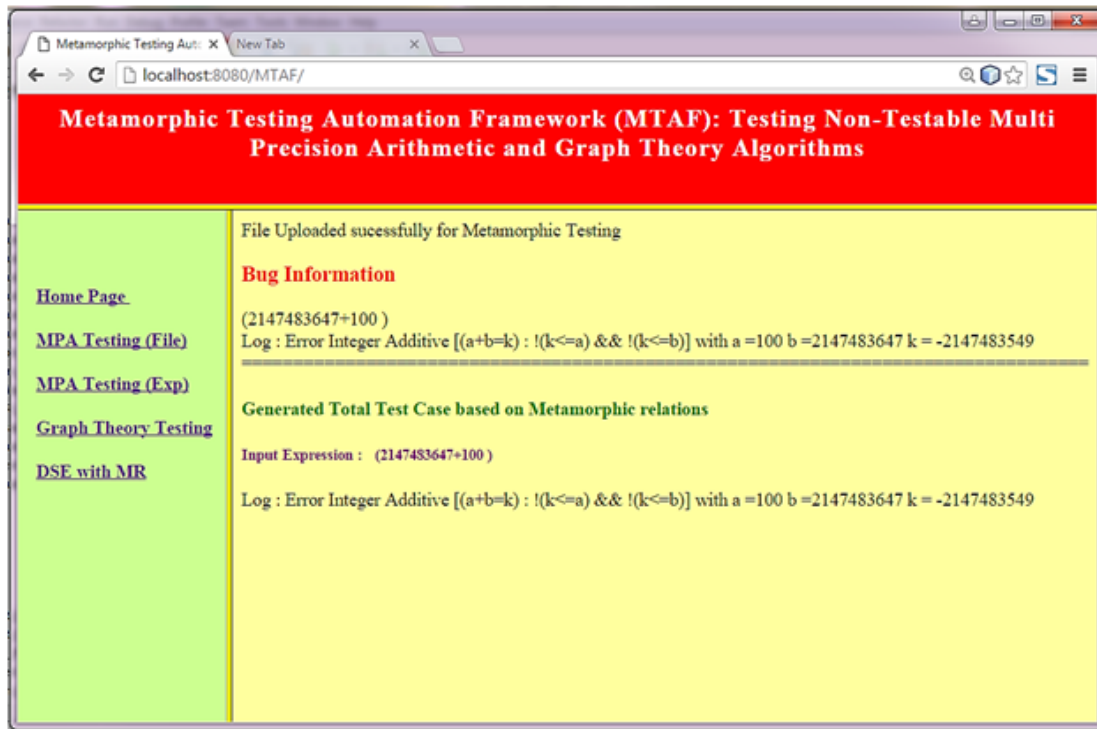 Metamorphic Testing Aut
New Tab
localhost:8080/MTAF/
Metamorphic Testing Automation Framework (MTAF): Testing Non-Testable Multi
Precision Arithmetic and Graph Theory Algorithms
Home Page
MPA Testing (File)
MPA Testing (Exp)
Graph Theory Testing
DSE with MR
File Uploaded sucessfully for Metamorphic Testing
Bug Information
(2147483647+100 )
Log : Error Integer Additive [(a+b=k) : !(k<=a) && !(k<=b)] with a =100 b =2147483647 k = -2147483549
Generated Total Test Case based on Metamorphic relations
Input Expression :   (2147483647+100 )
Log : Error Integer Additive [(a+b=k) : !(k<=a) && !(k<=b)] with a =100 b =2147483647 k = -2147483549